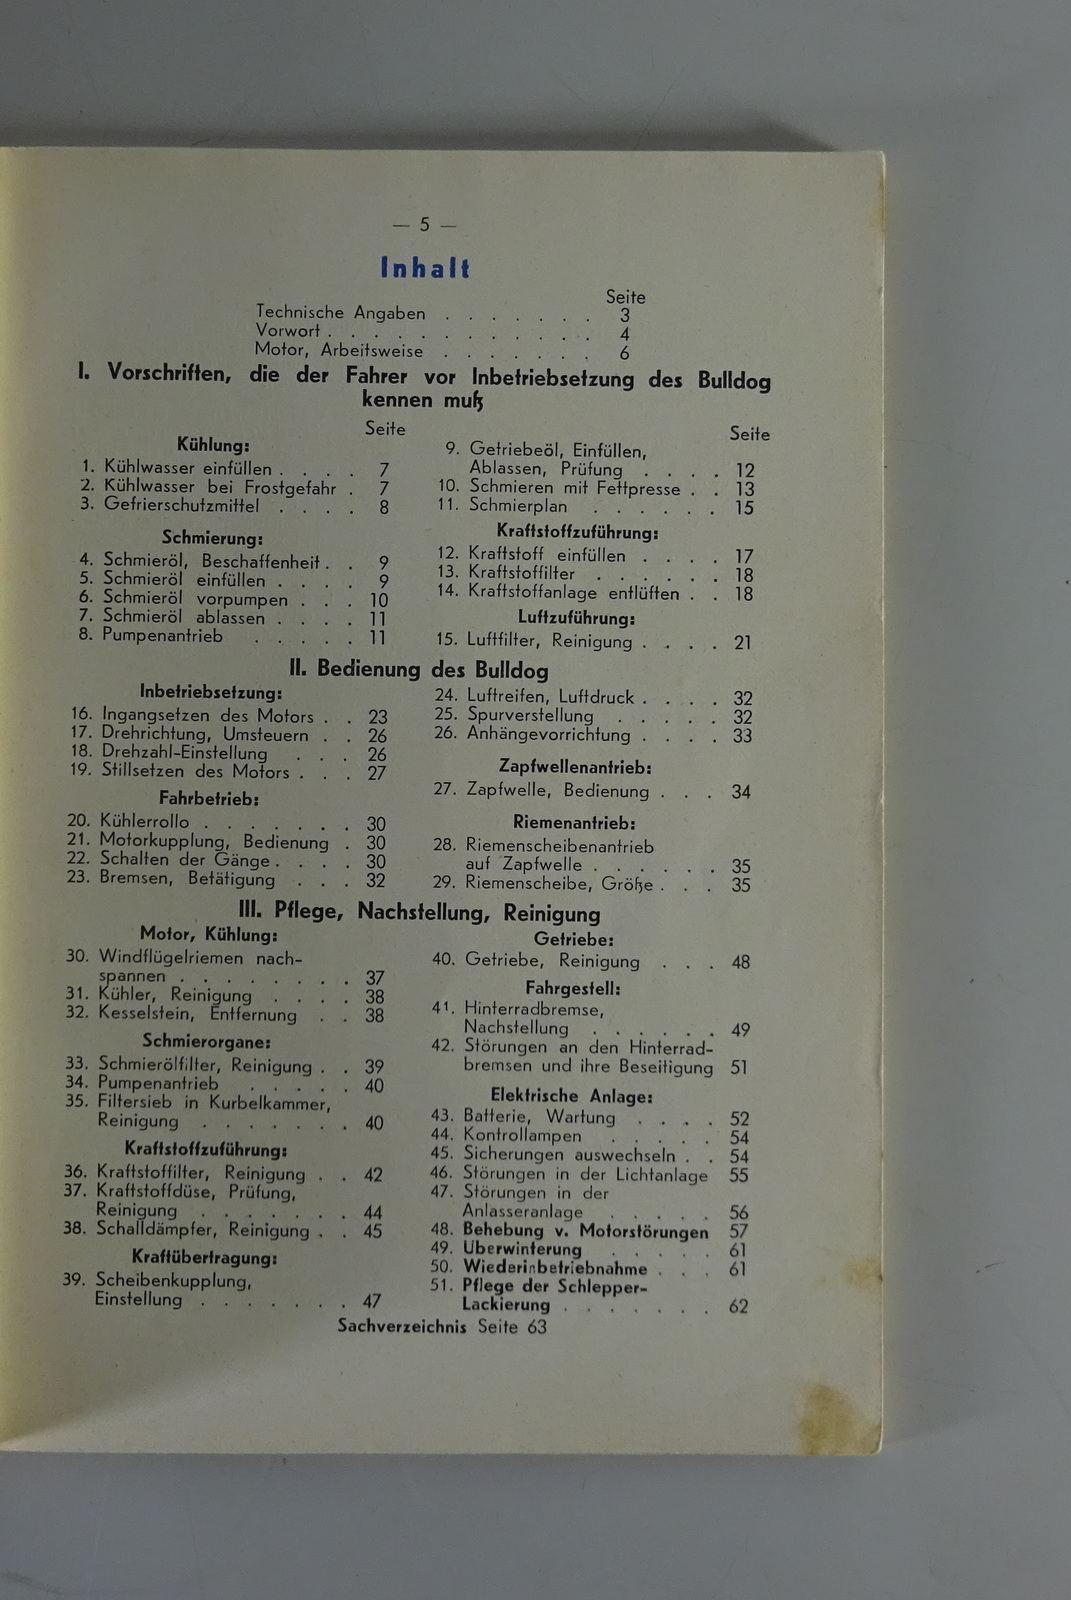 — 5 —
Inhalt
Seite
Technische Angaben . . . . . . . 3
Vorwort . . . . . . . . . . . 4
Motor, Arbeitsweise . . . . . . . 6
I. Vorschriften, die der Fahrer vor Inbetriebsetzung des Bulldog
kennen muß
Seite
Kühlung:
1. Kühlwasser einfüllen . . . . 7
2. Kühlwasser bei Frostgefahr . 7
3. Gefrierschutzmittel . . . . 8
Schmierung:
4. Schmieröl, Beschaffenheit . . 9
5. Schmieröl einfüllen . . . . 9
6. Schmieröl vorpumpen . . . 10
7. Schmieröl ablassen . . . . 11
8. Pumpenantrieb . . . . . 11
Seite
9. Getriebeöl, Einfüllen,
Ablassen, Prüfung . . . . 12
10. Schmieren mit Fettpresse . . 13
11. Schmierplan . . . . . . 15
Kraftstoffzuführung:
12. Kraftstoff einfüllen . . . . 17
13. Kraftstoffilter . . . . . . 18
14. Kraftstoffanlage entlüften . . 18
Luftzuführung:
15. Luftfilter, Reinigung . . . . 21
II. Bedienung des Bulldog
Inbetriebsetzung:
16. Ingangsetzen des Motors . . 23
17. Drehrichtung, Umsteuern . . 26
18. Drehzahl-Einstellung . . . 26
19. Stillsetzen des Motors . . . 27
Fahrbetrieb:
20. Kühlerrollo . . . . . . . 30
21. Motorkupplung, Bedienung . 30
22. Schalten der Gänge . . . . 30
23. Bremsen, Betätigung . . . 32
24. Luftreifen, Luftdruck . . . . 32
25. Spurverstellung . . . . . 32
26. Anhängevorrichtung . . . . 33
Zapfwellenantrieb:
27. Zapfwelle, Bedienung . . . 34
Riemenantrieb:
28. Riemenscheibenantrieb
auf Zapfwelle . . . . . . 35
29. Riemenscheibe, Größe . . . 35
III. Pflege, Nachstellung, Reinigung
Motor, Kühlung:
30. Windflügelriemen nach-
spannen . . . . . . . . 37
31. Kühler, Reinigung . . . . 38
32. Kesselstein, Entfernung . . 38
Schmierorgane:
33. Schmierölfilter, Reinigung . . 39
34. Pumpenantrieb . . . . . 40
35. Filtersieb in Kurbelkammer,
Reinigung . . . . . . . 40
Kraftstoffzuführung:
36. Kraftstoffilter, Reinigung . . 42
37. Kraftstoffdüse, Prüfung,
Reinigung . . . . . . . 44
38. Schalldämpfer, Reinigung . . 45
Kraftübertragung:
39. Scheibenkupplung,
Einstellung . . . . . . . 47
Getriebe:
40. Getriebe, Reinigung . . . 48
Fahrgestell:
41. Hinterradbremse,
Nachstellung . . . . . . 49
42. Störungen an den Hinterrad-
bremsen und ihre Beseitigung 51
Elektrische Anlage:
43. Batterie, Wartung . . . . 52
44. Kontrollampen . . . . . 54
45. Sicherungen auswechseln . . 54
46. Störungen in der Lichtanlage 55
47. Störungen in der
Anlasseranlage . . . . . 56
48. Behebung v. Motorstörungen 57
49. Uberwinterung . . . . . 61
50. Wiederinbetriebnahme . . . 61
51. Pflege der Schlepper-
Lackierung . . . . . . . 62
Sachverzeichnis Seite 63